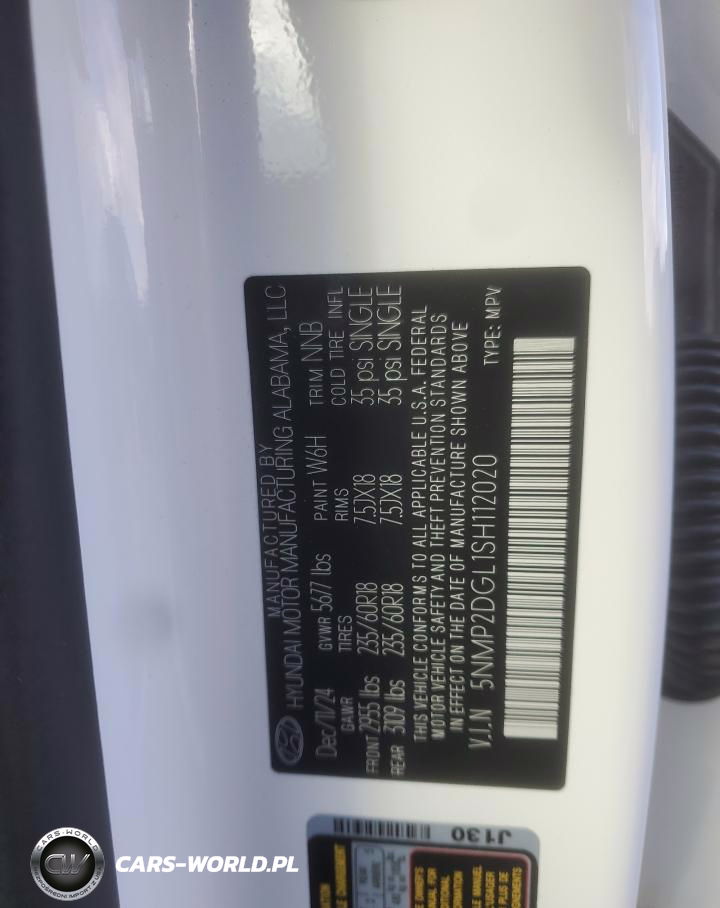 MANUFACTURED BY
HYUNDAI MOTOR MANUFACTURING ALABAMA, LLC
Dec/11/24 GVWR 5677 lbs PAINT W6H TRIM NNB
GAWR TIRES RIMS COLD TIRE INFL
FRONT 2955 lbs 235/60R18 7.5JX18 35 psi SINGLE
REAR 3109 lbs 235/60R18 7.5JX18 35 psi SINGLE
THIS VEHICLE CONFORMS TO ALL APPLICABLE U.S.A. FEDERAL
MOTOR VEHICLE SAFETY AND THEFT PREVENTION STANDARDS
IN EFFECT ON THE DATE OF MANUFACTURE SHOWN ABOVE
V.I.N 5NMP2DGL1SH112020 TYPE: MPV
J130
CARS-WORLD
CW
CARS-WORLD.PL